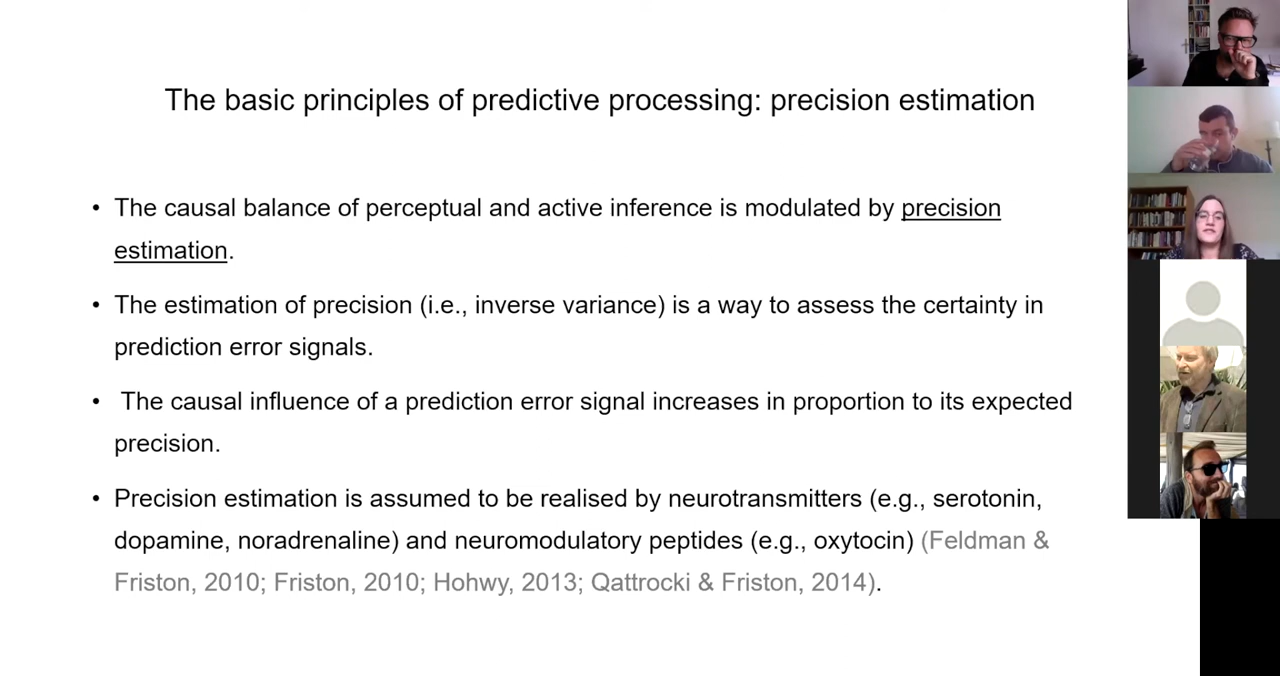 The basic principles of predictive processing: precision estimation
• The causal balance of perceptual and active inference is modulated by precision
estimation.
• The estimation of precision (i.e., inverse variance) is a way to assess the certainty in
prediction error signals.
• The causal influence of a prediction error signal increases in proportion to its expected
precision.
• Precision estimation is assumed to be realised by neurotransmitters (e.g., serotonin,
dopamine, noradrenaline) and neuromodulatory peptides (e.g., oxytocin) (Feldman &
Friston, 2010; Friston, 2010; Hohwy, 2013; Qattrocki & Friston, 2014).